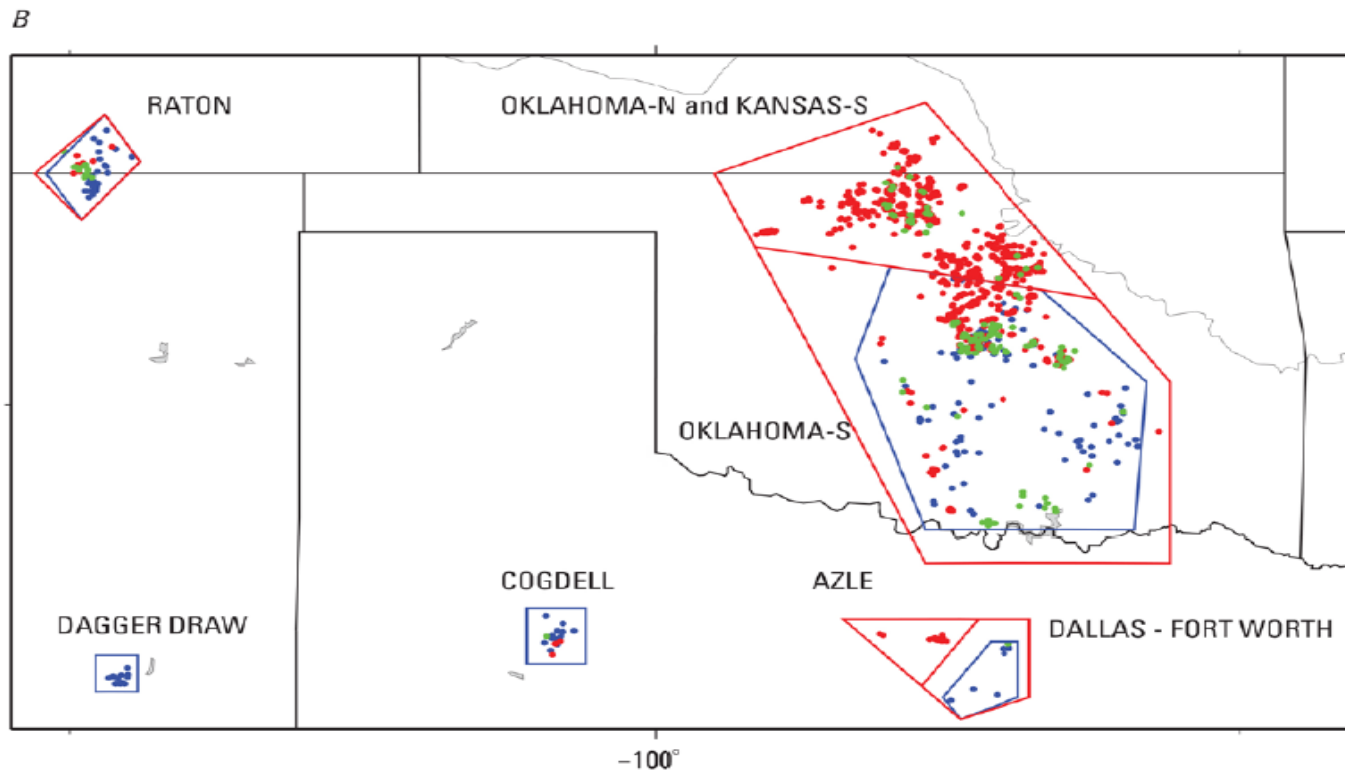 B
RATON
OKLAHOMA-N and KANSAS-S
OKLAHOMA-S
COGDELL
AZLE
DAGGER DRAW
DALLAS - FORT WORTH
-100°